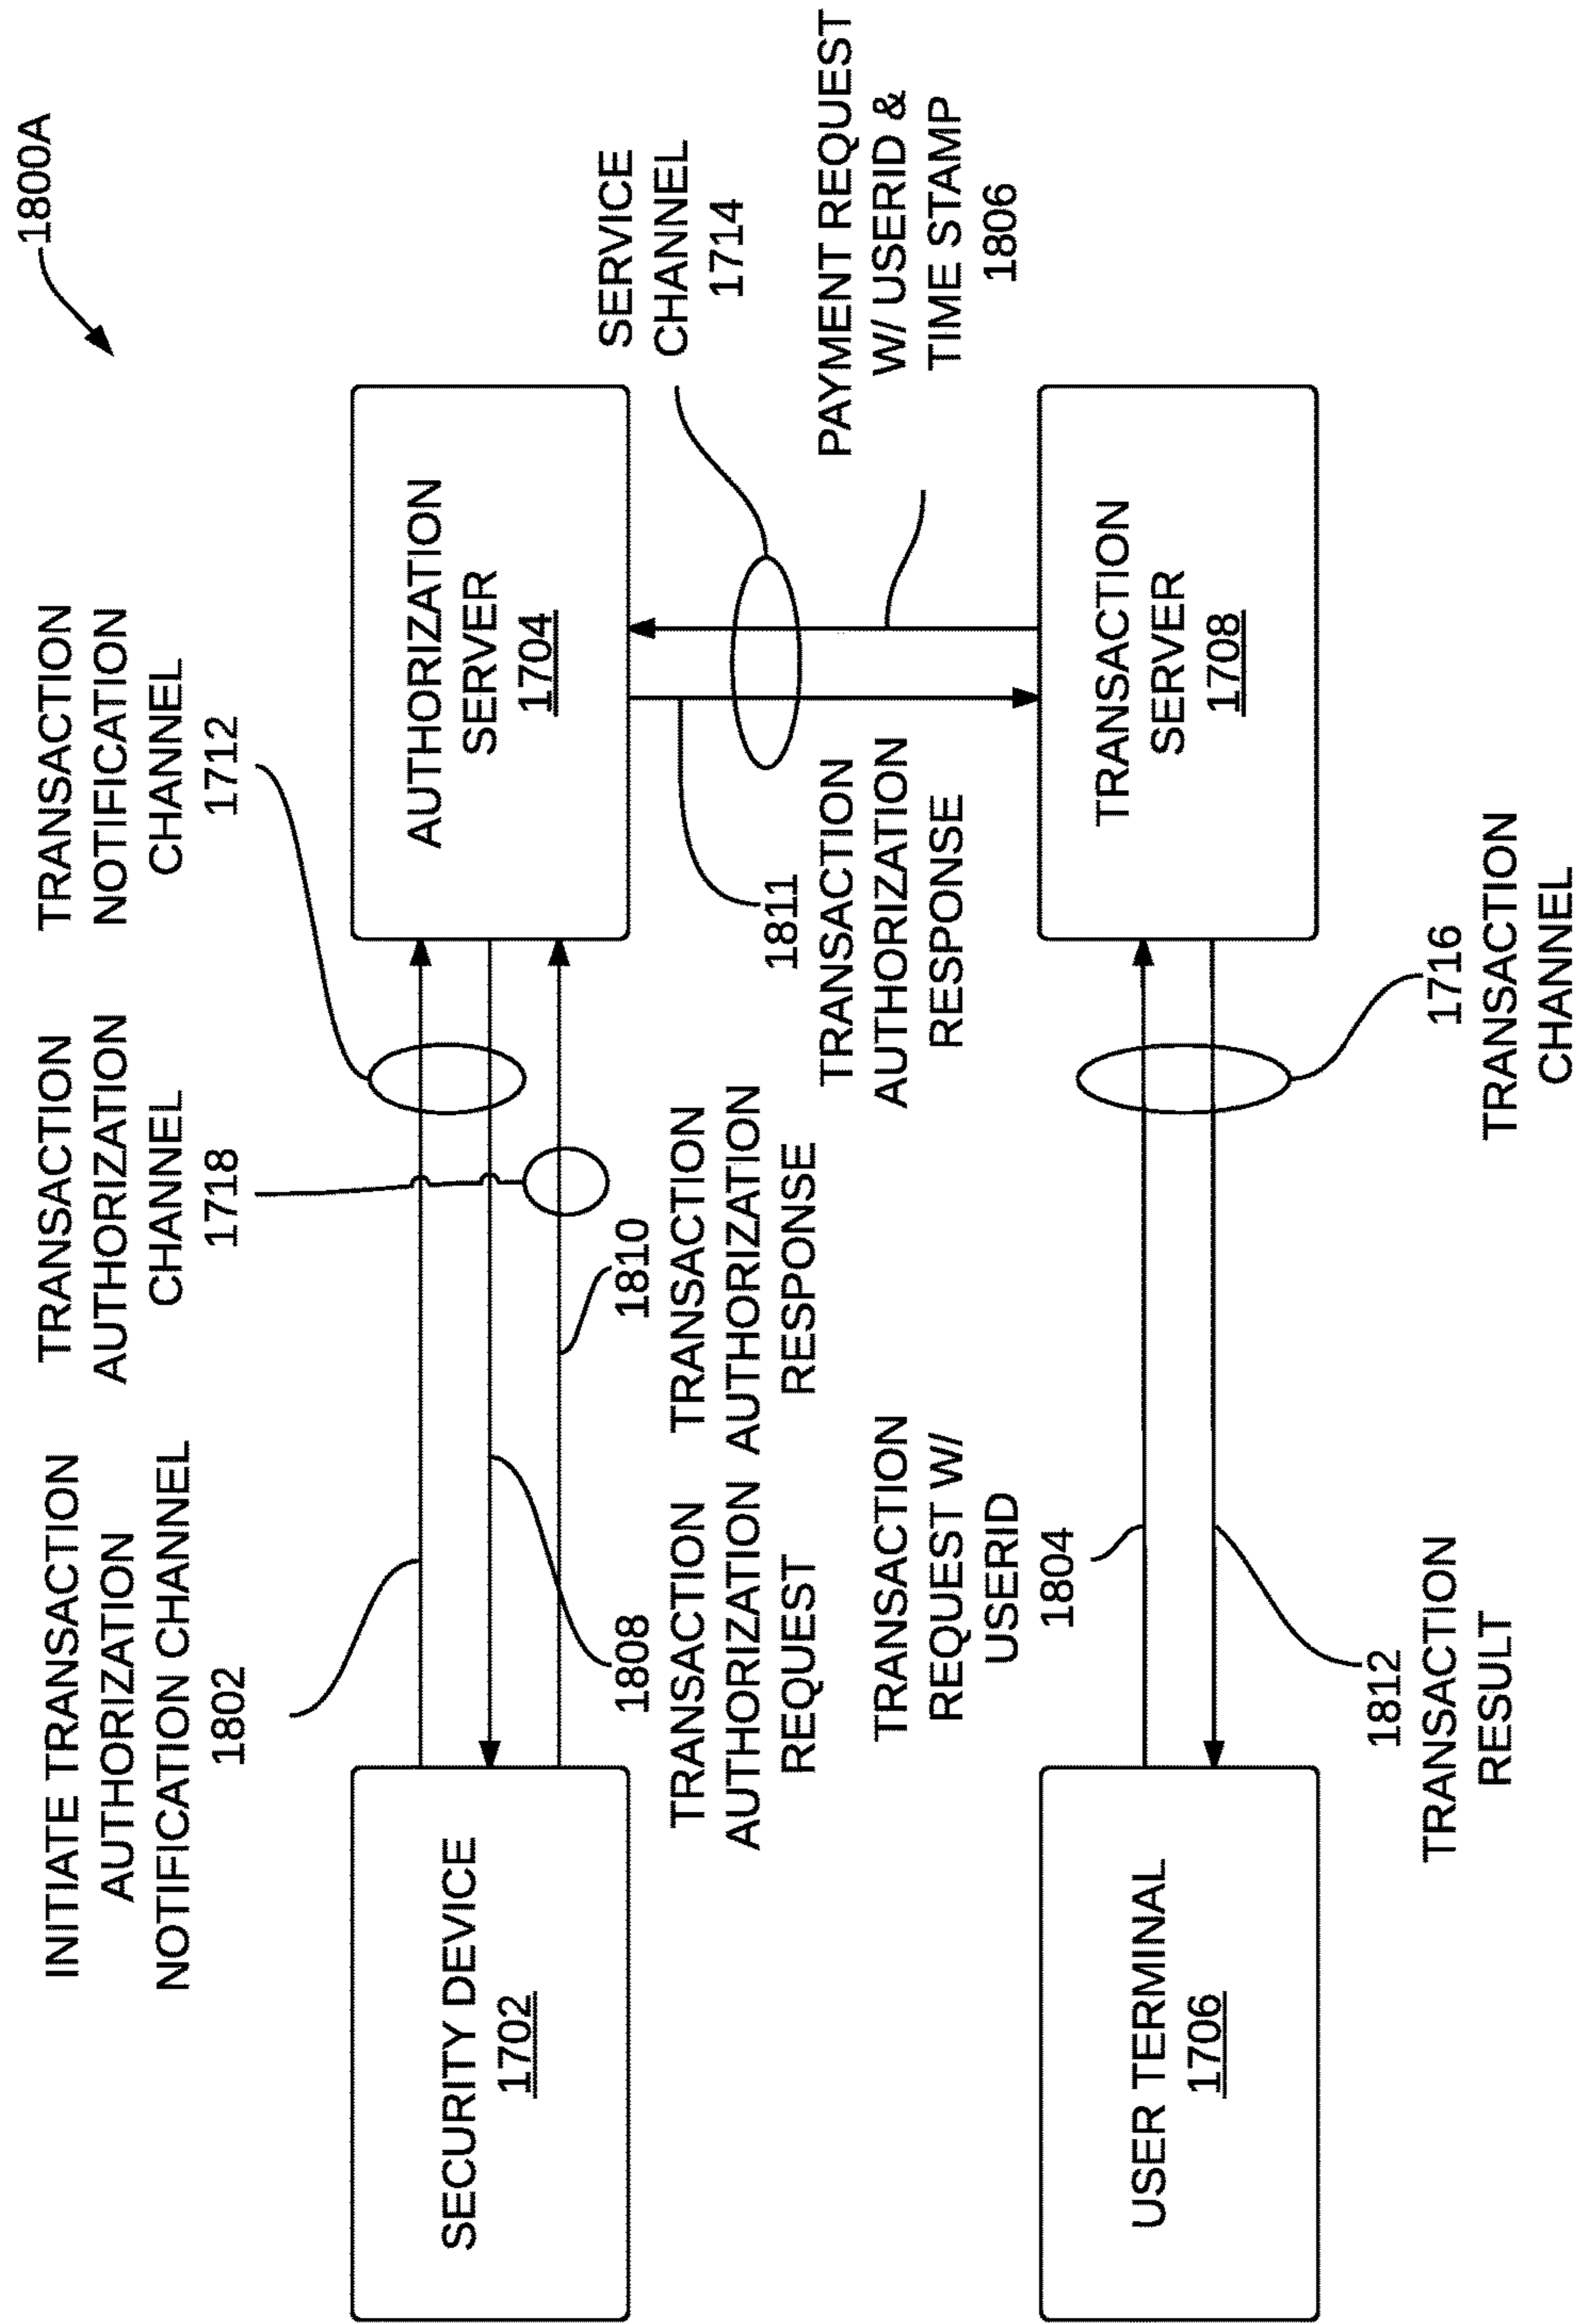 1800A
INITIATE TRANSACTION
AUTHORIZATION
NOTIFICATION CHANNEL
1802
TRANSACTION
AUTHORIZATION
CHANNEL
1718
TRANSACTION
NOTIFICATION
CHANNEL
1712
SECURITY DEVICE
1702
AUTHORIZATION
SERVER
1704
SERVICE
CHANNEL
1714
1808
TRANSACTION
AUTHORIZATION
REQUEST
1810
TRANSACTION
AUTHORIZATION
RESPONSE
1811
TRANSACTION
AUTHORIZATION
RESPONSE
PAYMENT REQUEST
W/ USERID &
TIME STAMP
1806
TRANSACTION
REQUEST W/
USERID
1804
USER TERMINAL
1706
TRANSACTION
SERVER
1708
1812
TRANSACTION
RESULT
1716
TRANSACTION
CHANNEL